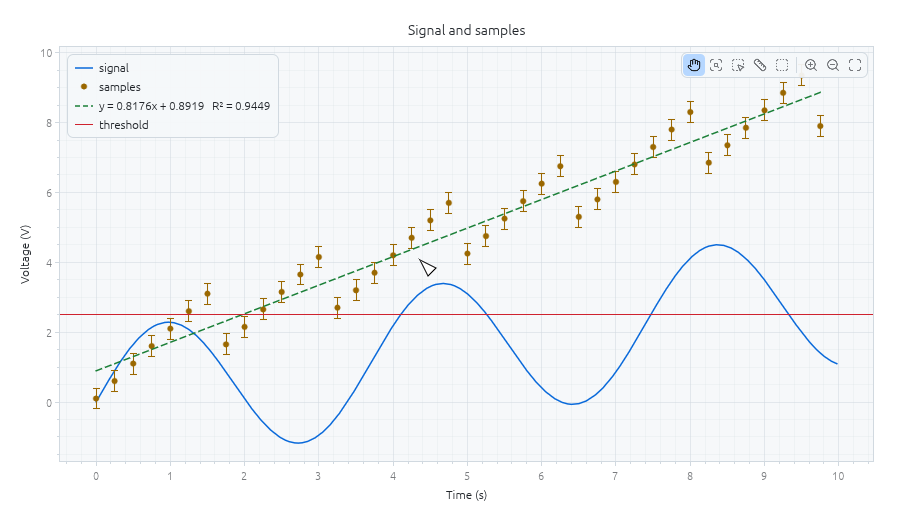 Signal and samples
signal
samples
y = 0.8176x + 0.8919 R² = 0.9449
threshold
Voltage (V)
10
8
6
4
2
0
0 1 2 3 4 5 6 7 8 9 10
Time (s)